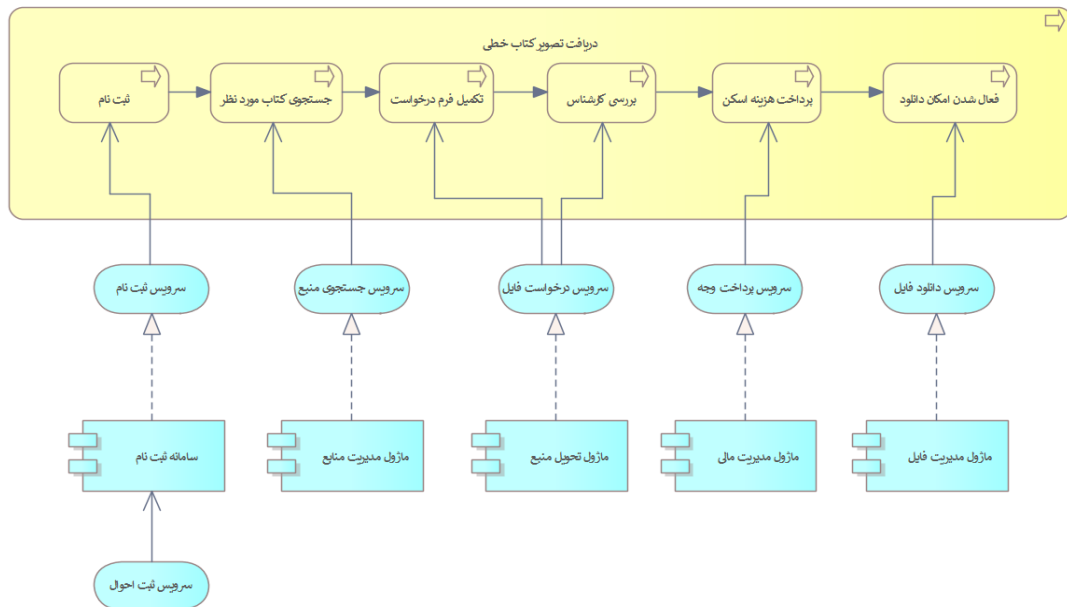 دریافت تصویر کتاب خطی
ثبت نام
جستجوی کتاب مورد نظر
تکمیل فرم درخواست
بررسی کارشناس
پرداخت هزینه اسکن
فعال شدن امکان دانلود
سرویس ثبت نام
سرویس جستجوی منبع
سرویس درخواست فایل
سرویس پرداخت وجه
سرویس دانلود فایل
سامانه ثبت نام
ماژول مدیریت منابع
ماژول تحویل منبع
ماژول مدیریت مالی
ماژول مدیریت فایل
سرویس ثبت احوال